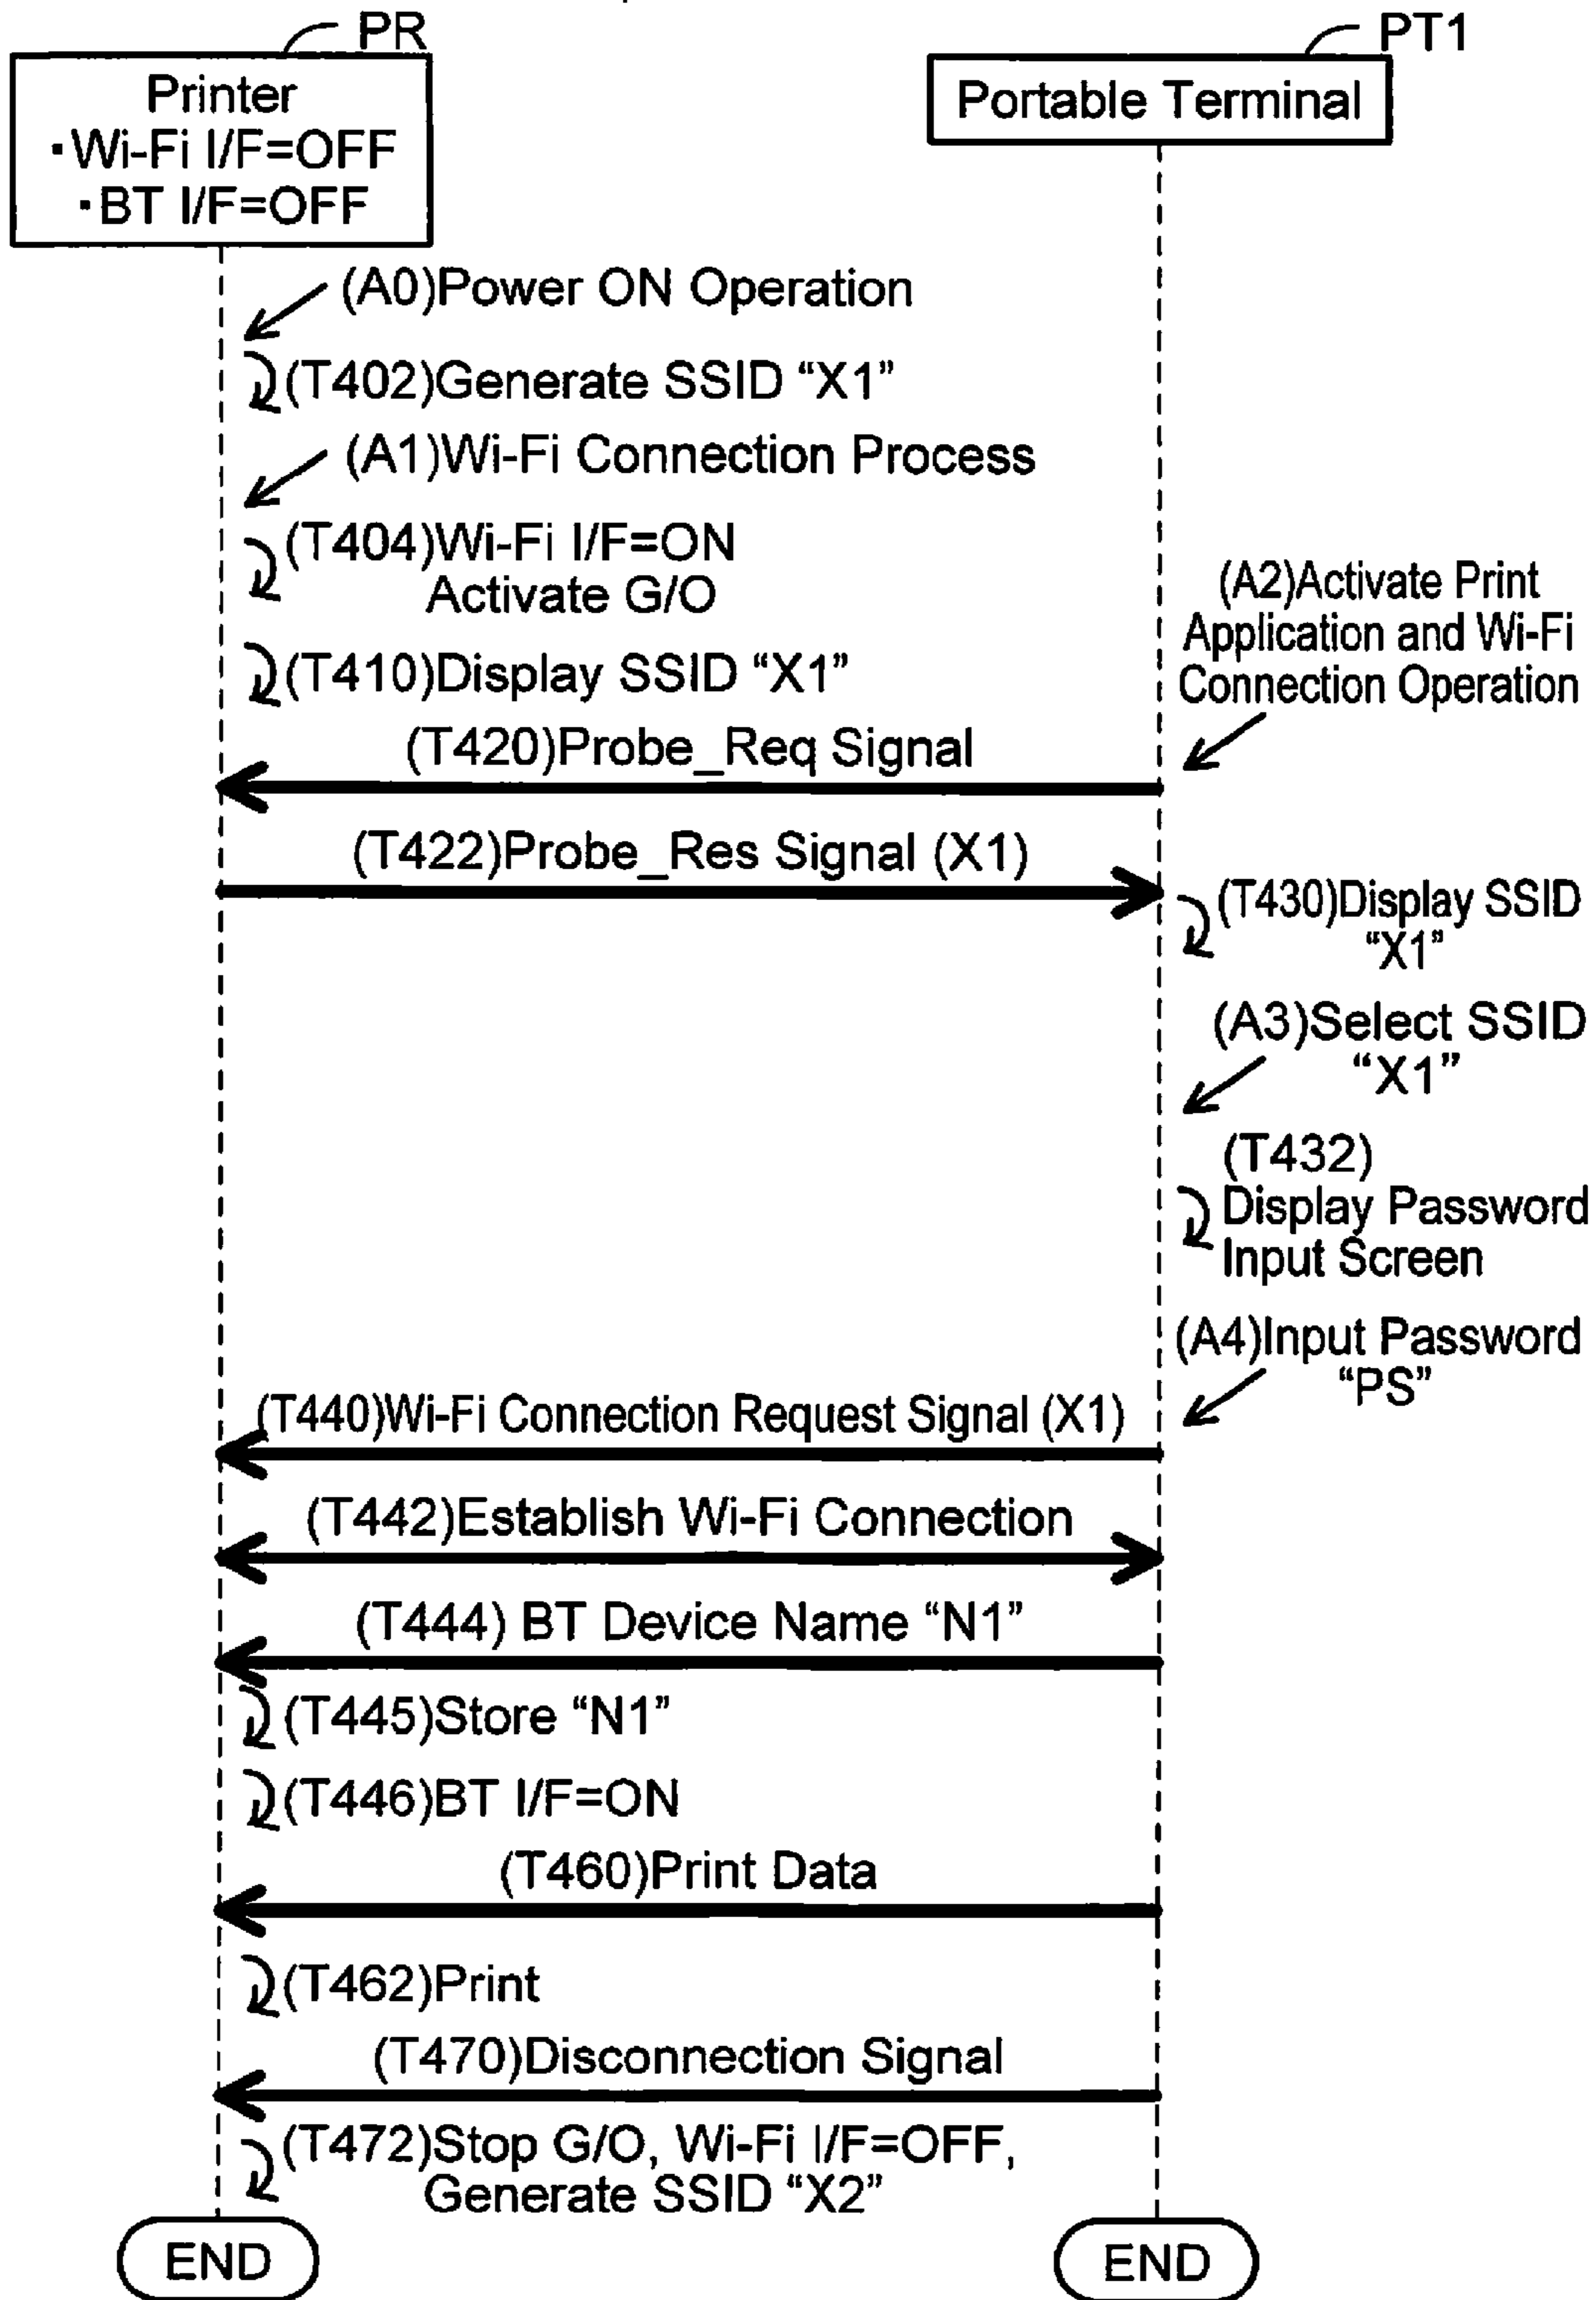 PR
PT1
Printer
・Wi-Fi I/F=OFF
・BT I/F=OFF
Portable Terminal
(A0)Power ON Operation
(T402)Generate SSID “X1”
(A1)Wi-Fi Connection Process
(T404)Wi-Fi I/F=ON
Activate G/O
(A2)Activate Print
Application and Wi-Fi
Connection Operation
(T410)Display SSID “X1”
(T420)Probe_Req Signal
(T422)Probe_Res Signal (X1)
(T430)Display SSID
“X1”
(A3)Select SSID
“X1”
(T432)
Display Password
Input Screen
(A4)Input Password
“PS”
(T440)Wi-Fi Connection Request Signal (X1)
(T442)Establish Wi-Fi Connection
(T444) BT Device Name “N1”
(T445)Store “N1”
(T446)BT I/F=ON
(T460)Print Data
(T462)Print
(T470)Disconnection Signal
(T472)Stop G/O, Wi-Fi I/F=OFF,
Generate SSID “X2”
END
END